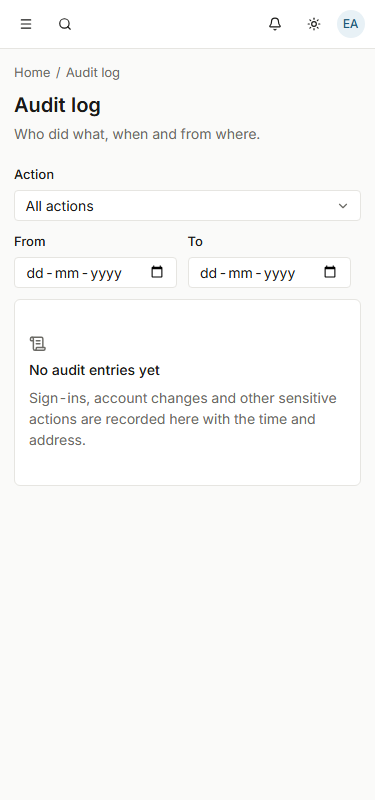 EA
Home / Audit log
Audit log
Who did what, when and from where.
Action
All actions
From To
dd-mm-yyyy dd-mm-yyyy
No audit entries yet
Sign-ins, account changes and other sensitive
actions are recorded here with the time and
address.